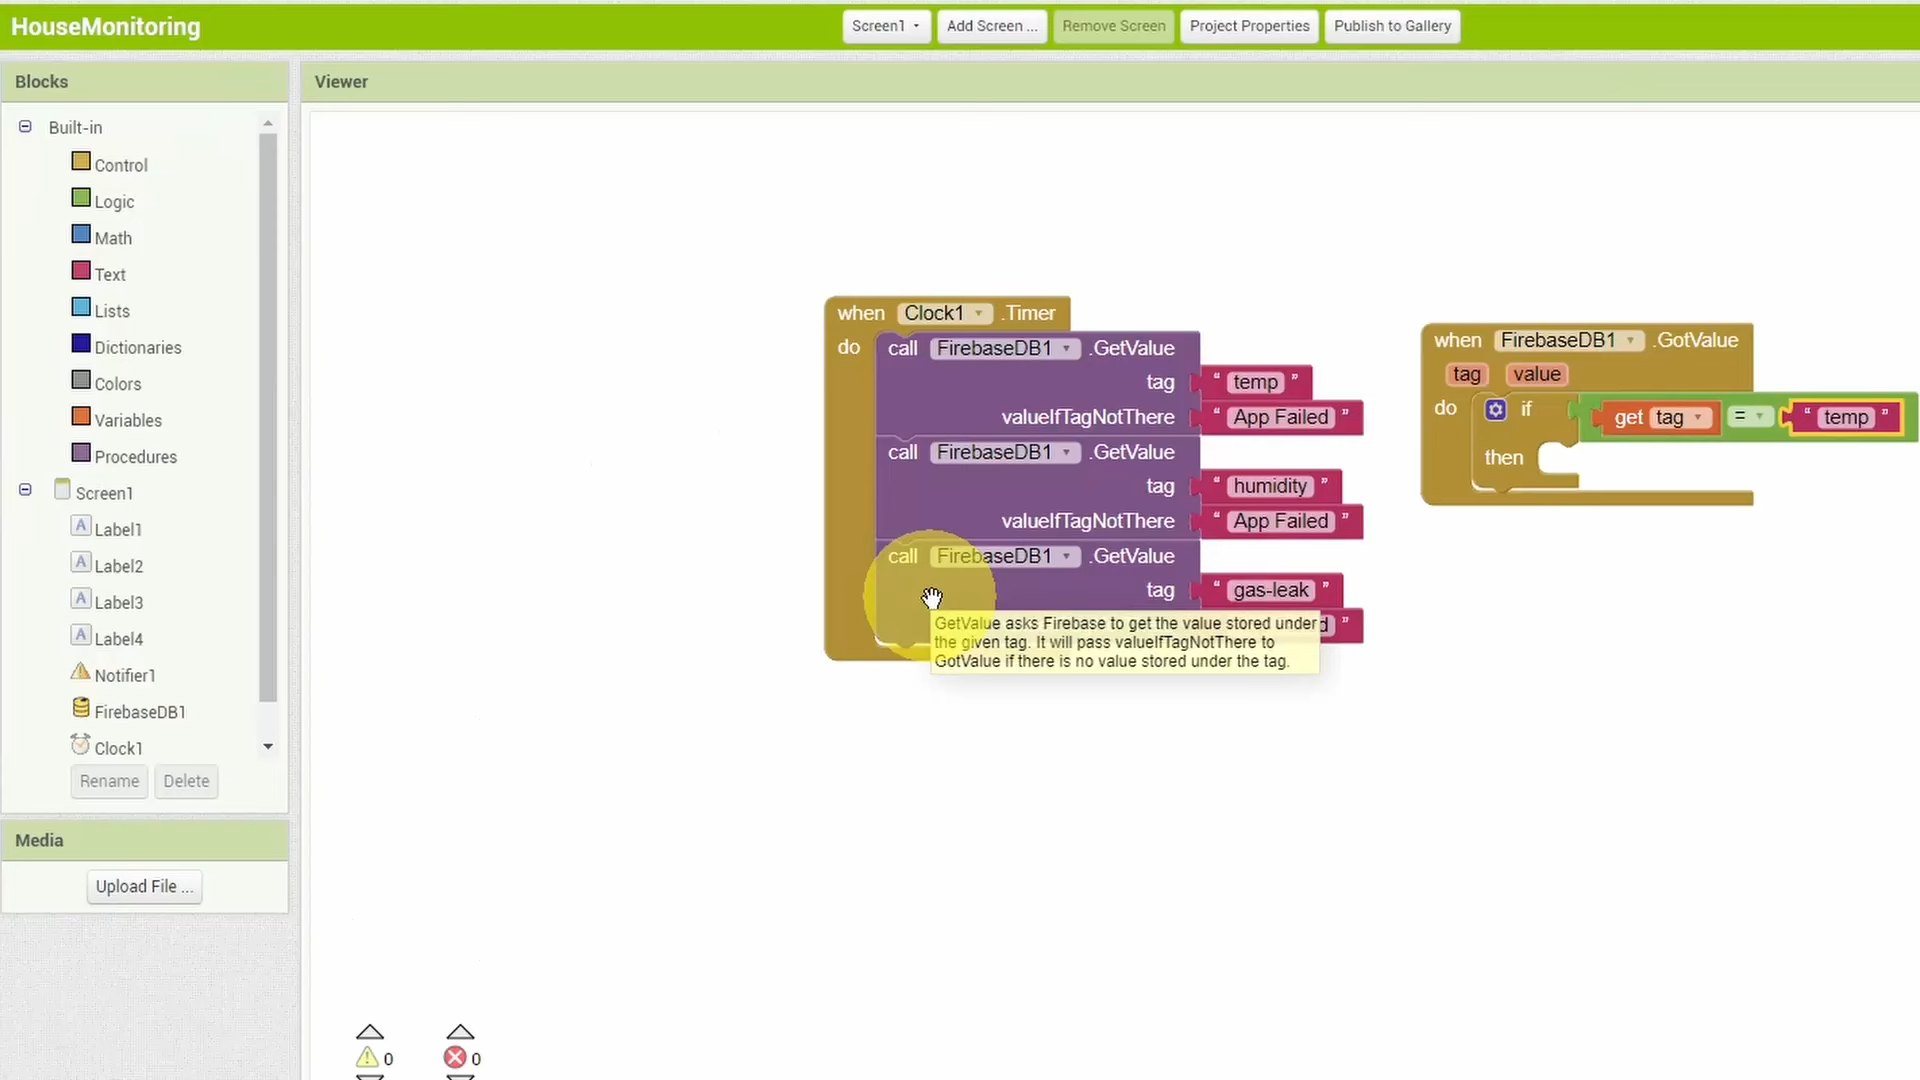 HouseMonitoring
Screen1
Add Screen ...
Remove Screen
Project Properties
Publish to Gallery
Blocks
Viewer
Built-in
Control
Logic
Math
Text
Lists
Dictionaries
Colors
Variables
Procedures
Screen1
Label1
Label2
Label3
Label4
Notifier1
FirebaseDB1
Clock1
Rename
Delete
Media
Upload File ...
when Clock1 .Timer
do call FirebaseDB1 .GetValue
tag " temp "
valueIfTagNotThere " App Failed "
call FirebaseDB1 .GetValue
tag " humidity "
valueIfTagNotThere " App Failed "
call FirebaseDB1 .GetValue
tag " gas-leak "
d "
GetValue asks Firebase to get the value stored under
the given tag. It will pass valueIfTagNotThere to
GotValue if there is no value stored under the tag.
when FirebaseDB1 .GotValue
tag value
do if get tag = " temp "
then
0
0